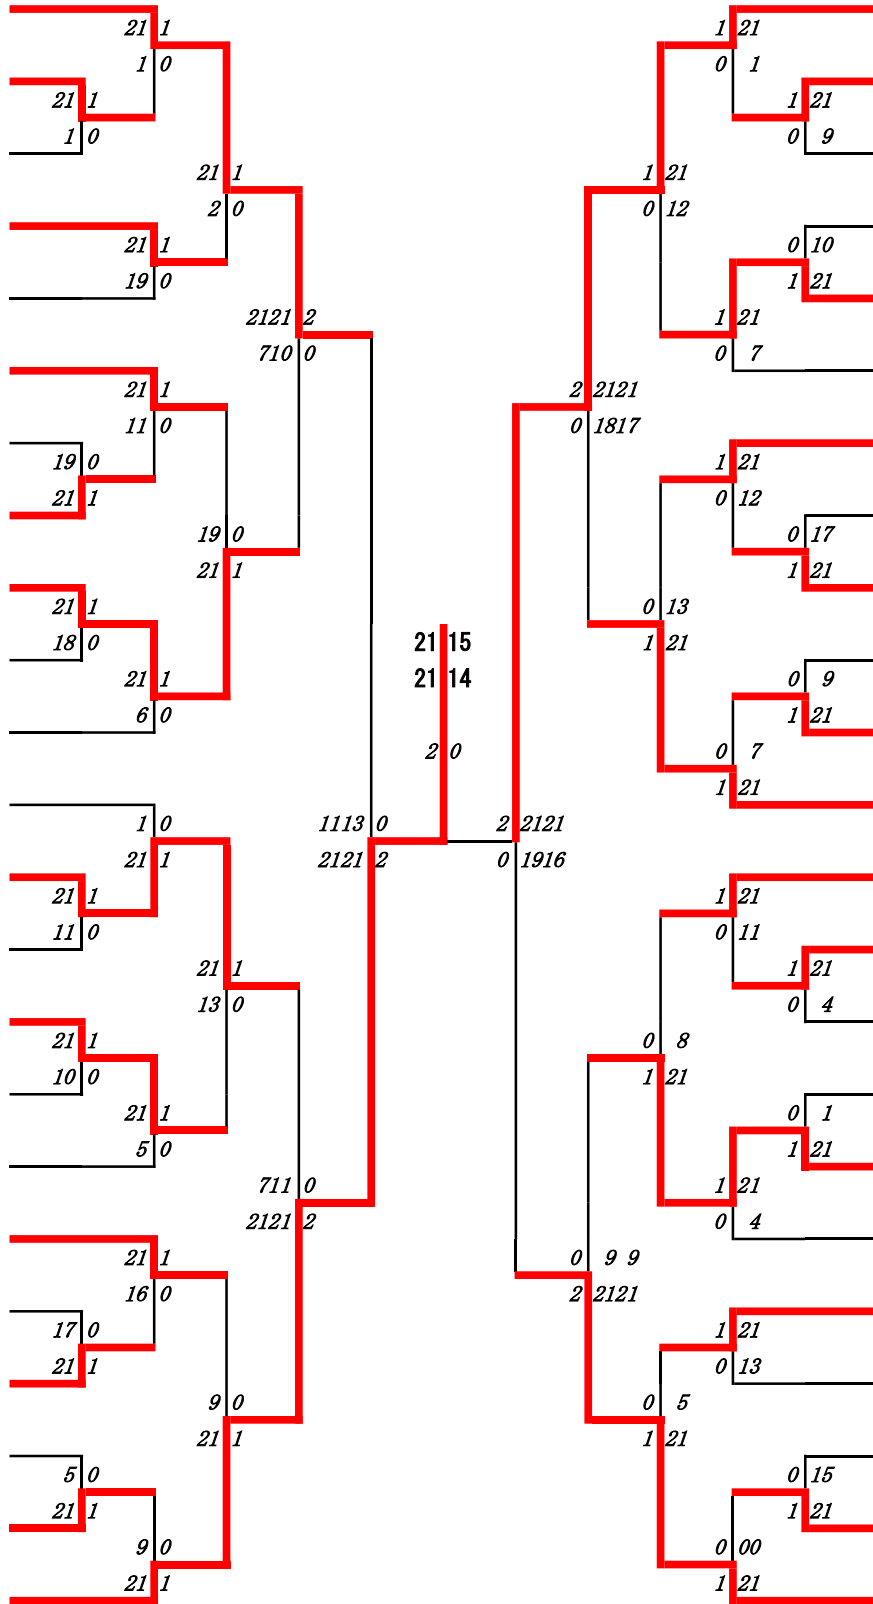 21 1 1 21
1 0 0 1
21 1 1 21
1 0 0 9
21 1 1 21
2 0 0 12
21 1 0 10
19 0 1 21
2121 2 1 21
710 0 0 7
21 1 2 2121
11 0 0 1817
19 0 1 21
21 1 0 12
19 0 0 17
21 1 1 21
21 1 0 13
18 0 21 15 1 21
21 1 21 14 0 9
6 0 1 21
2 0 0 7
1 21
1 0 1113 0 2 2121
21 1 2121 2 0 1916
21 1 1 21
11 0 0 11
21 1 1 21
13 0 0 4
21 1 0 8
10 0 1 21
21 1 0 1
5 0 1 21
711 0 1 21
2121 2 0 4
21 1 0 9 9
16 0 2 2121
17 0 1 21
21 1 0 13
9 0 0 5
21 1 1 21
5 0 0 15
21 1 1 21
9 0 0 00
21 1 1 21